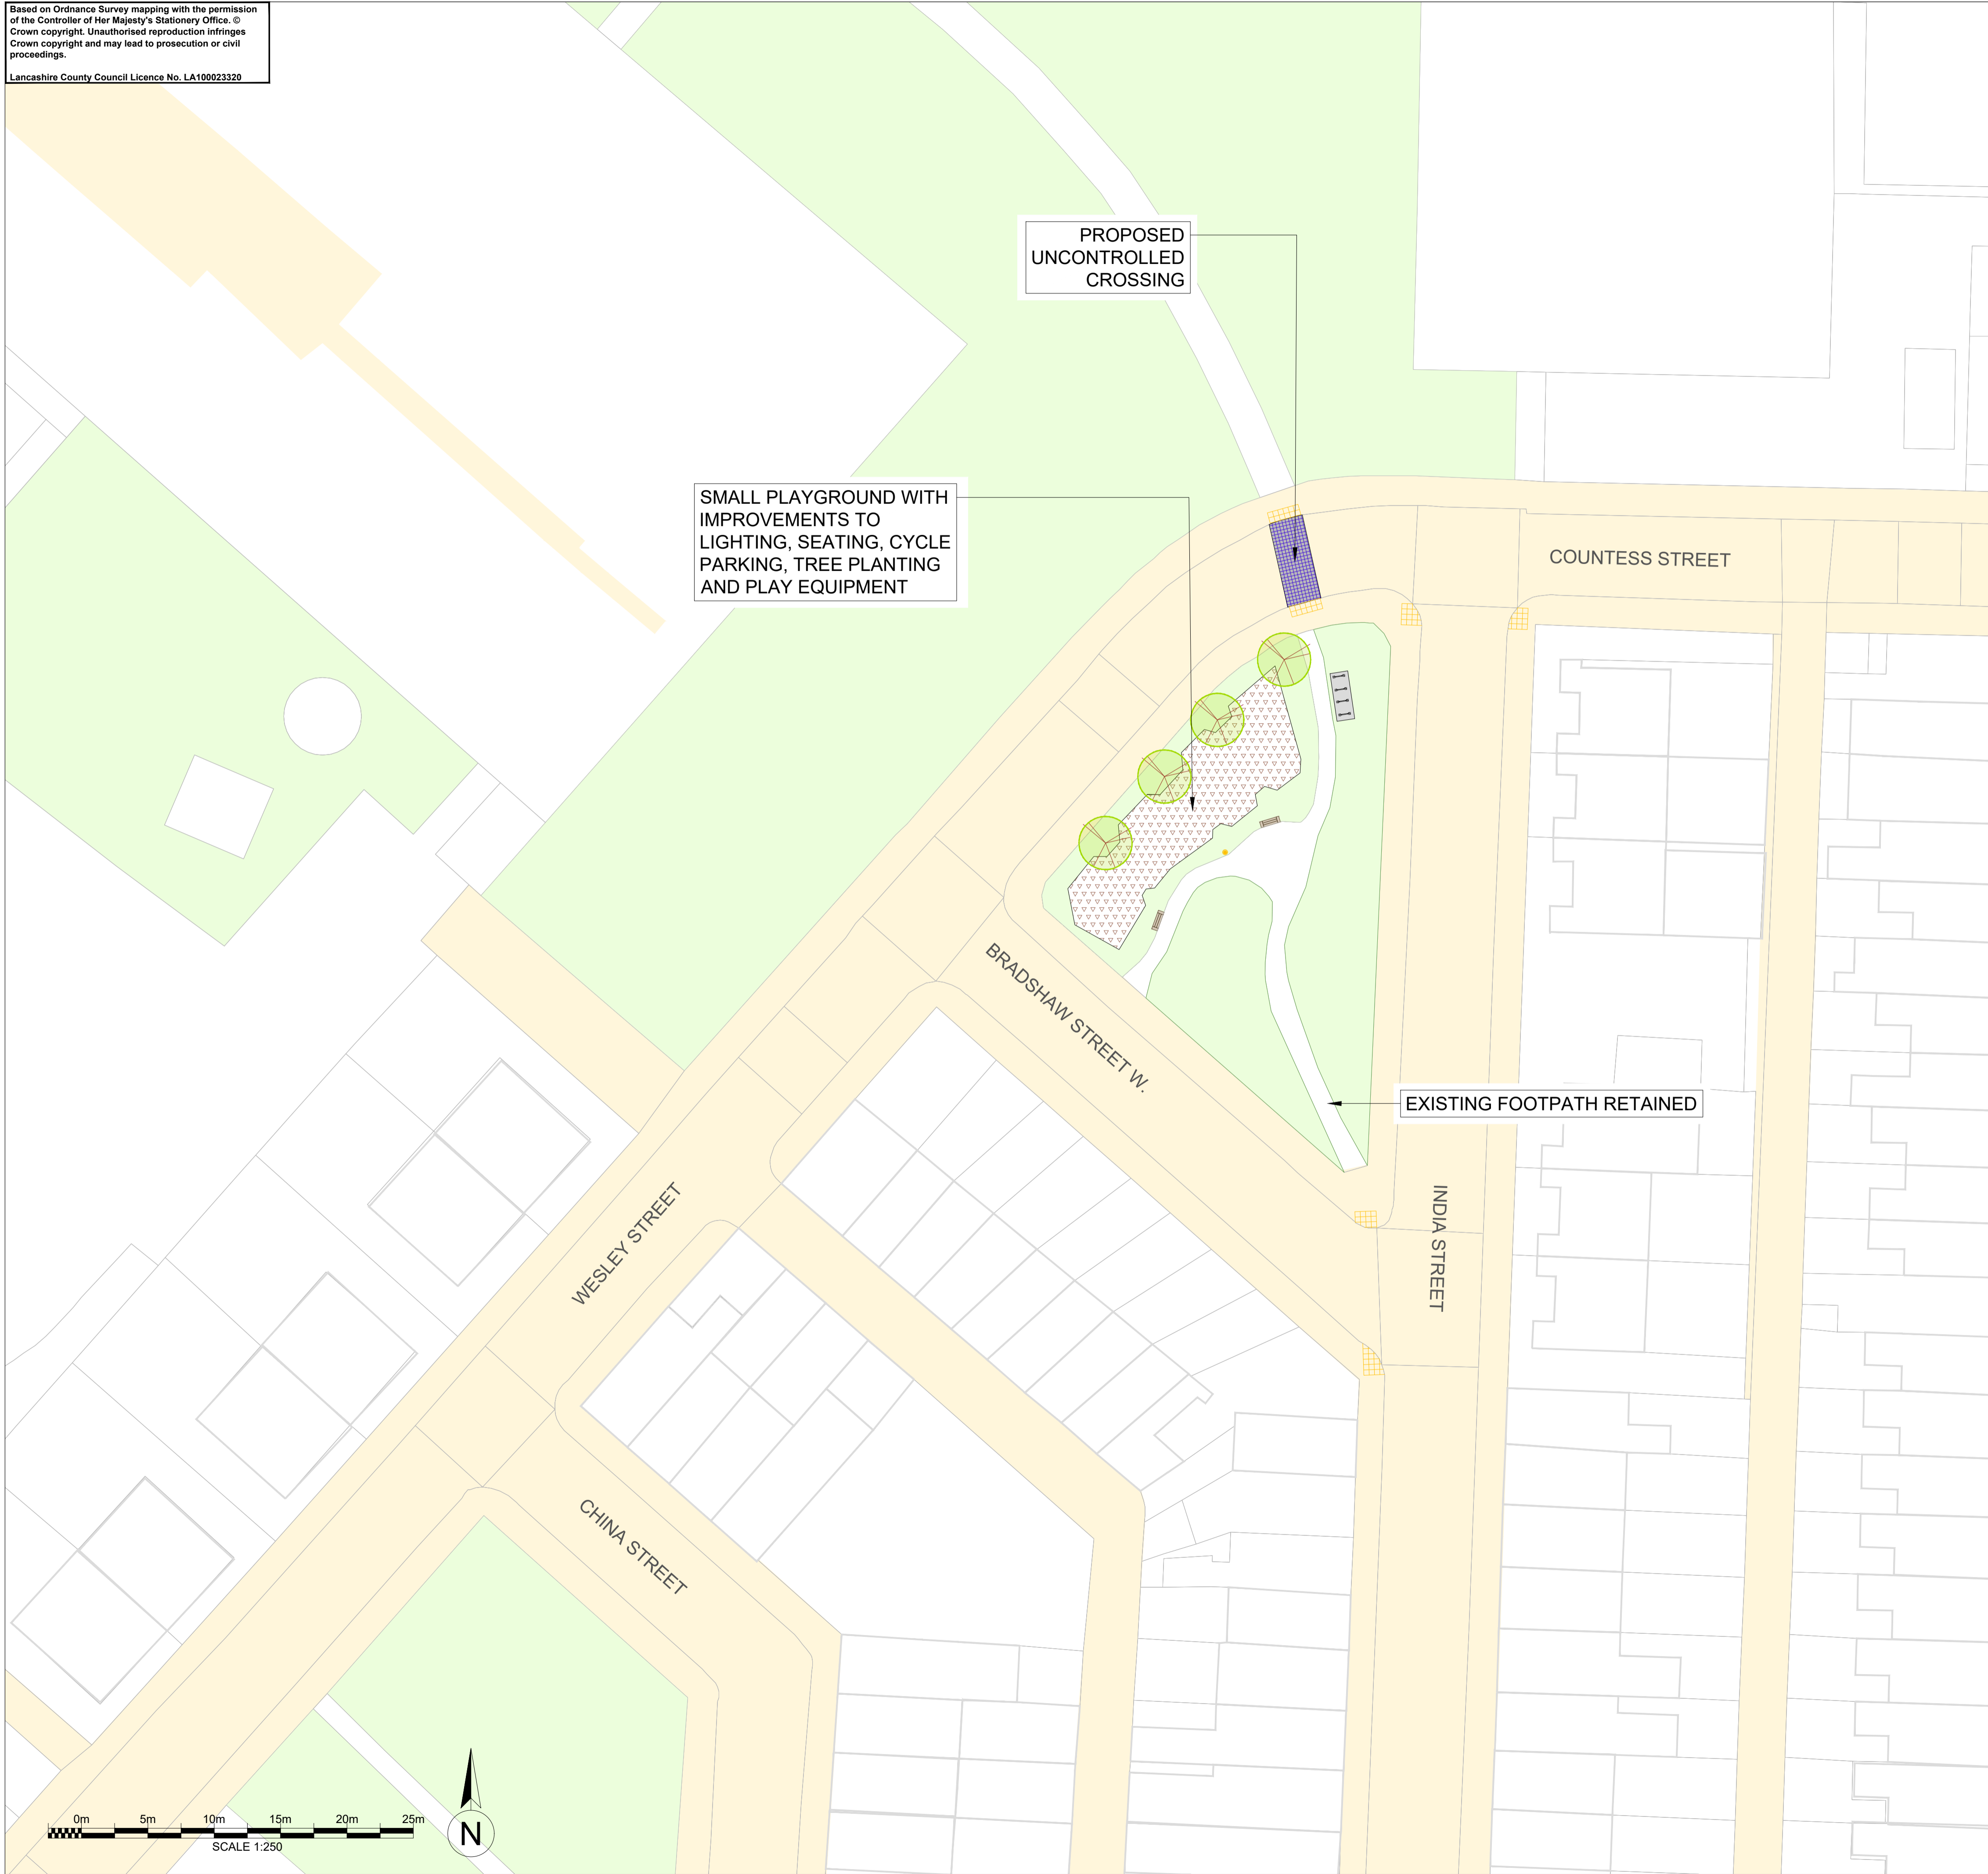 Based on Ordnance Survey mapping with the permission
of the Controller of Her Majesty's Stationery Office. ©
Crown copyright. Unauthorised reproduction infringes
Crown copyright and may lead to prosecution or civil
proceedings.
Lancashire County Council Licence No. LA100023320
PROPOSED
UNCONTROLLED
CROSSING
SMALL PLAYGROUND WITH
IMPROVEMENTS TO
LIGHTING, SEATING, CYCLE
PARKING, TREE PLANTING
AND PLAY EQUIPMENT
COUNTESS STREET
BRADSHAW STREET W.
EXISTING FOOTPATH RETAINED
INDIA STREET
WESLEY STREET
CHINA STREET
0m 5m 10m 15m 20m 25m
SCALE 1:250
N